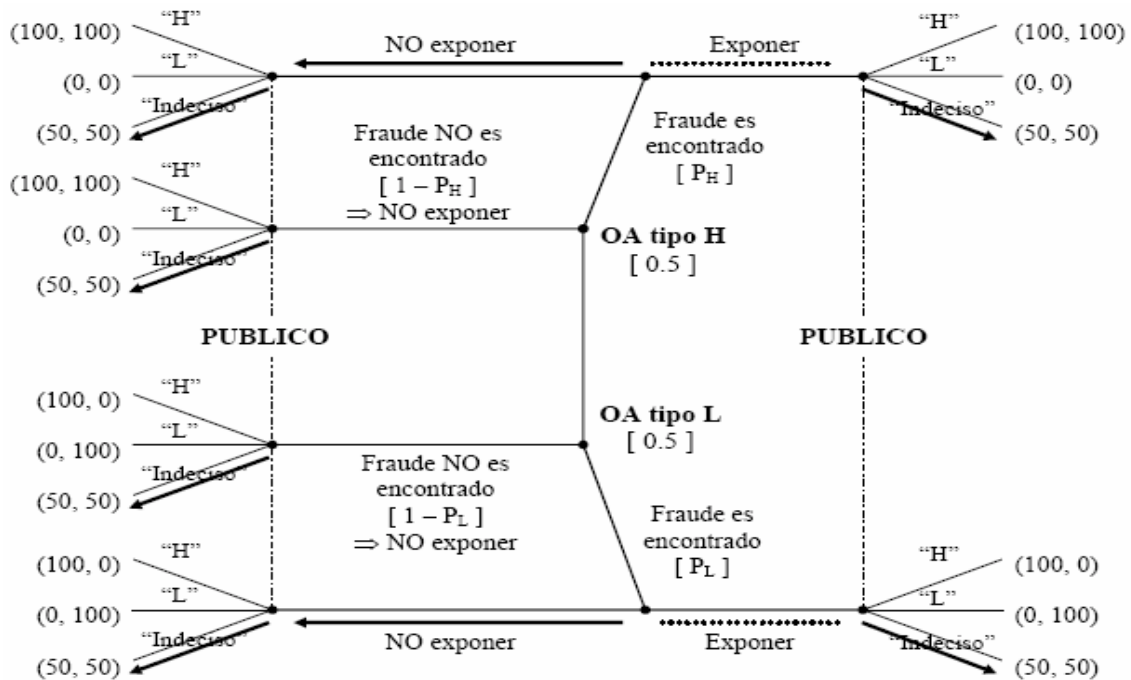 “H”
(100, 100)
“L”
(0, 0)
“Indeciso”
(50, 50)
NO exponer
Exponer
“H”
(100, 100)
“L”
(0, 0)
“Indeciso”
(50, 50)
Fraude NO es
encontrado
[ 1 – P_H ]
⇒ NO exponer
Fraude es
encontrado
[ P_H ]
“H”
(100, 100)
“L”
(0, 0)
“Indeciso”
(50, 50)
OA tipo H
[ 0.5 ]
PUBLICO
PUBLICO
“H”
(100, 0)
“L”
(0, 100)
“Indeciso”
(50, 50)
OA tipo L
[ 0.5 ]
Fraude NO es
encontrado
[ 1 – P_L ]
⇒ NO exponer
Fraude es
encontrado
[ P_L ]
“H”
(100, 0)
“L”
(0, 100)
“Indeciso”
(50, 50)
NO exponer
Exponer
“H”
(100, 0)
“L”
(0, 100)
“Indeciso”
(50, 50)